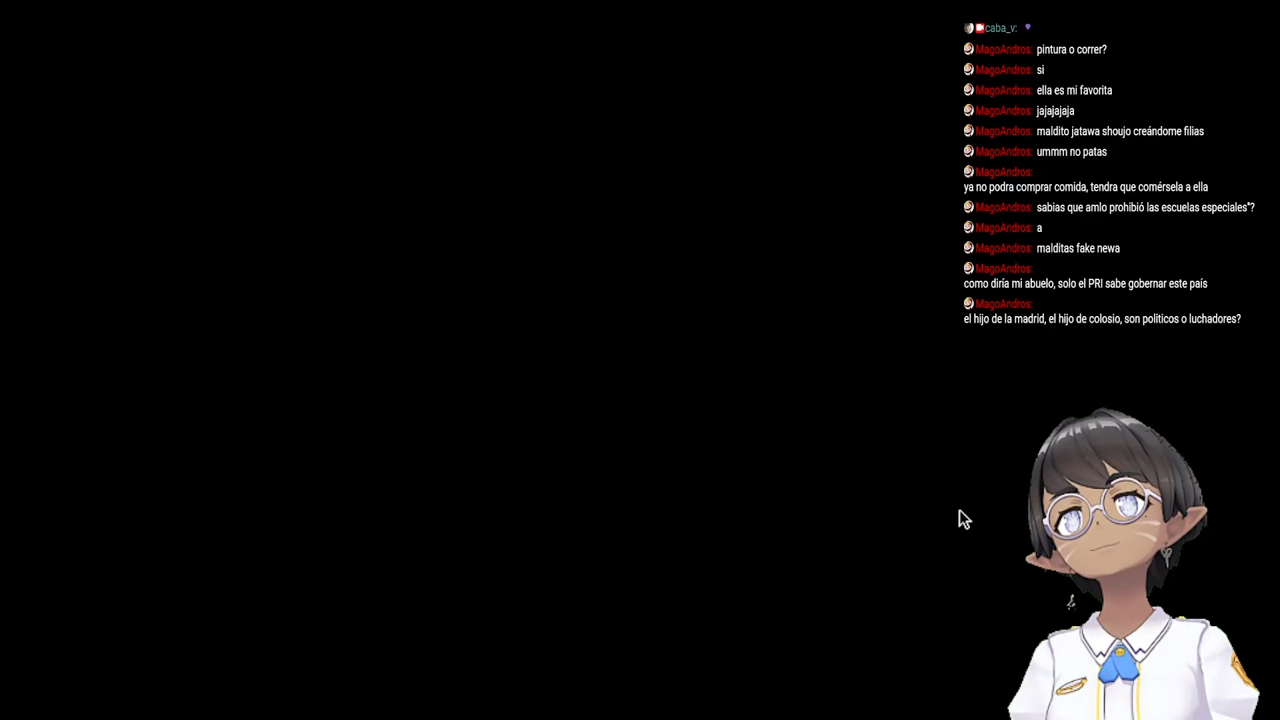 caba_v:
MagoAndros: pintura o correr?
MagoAndros: si
MagoAndros: ella es mi favorita
MagoAndros: jajajajaja
MagoAndros: maldito jatawa shoujo creándome filias
MagoAndros: ummm no patas
MagoAndros:
ya no podra comprar comida, tendra que comérsela a ella
MagoAndros: sabias que amlo prohibió las escuelas especiales"?
MagoAndros: a
MagoAndros: malditas fake newa
MagoAndros:
como diría mi abuelo, solo el PRI sabe gobernar este país
MagoAndros:
el hijo de la madrid, el hijo de colosio, son politicos o luchadores?